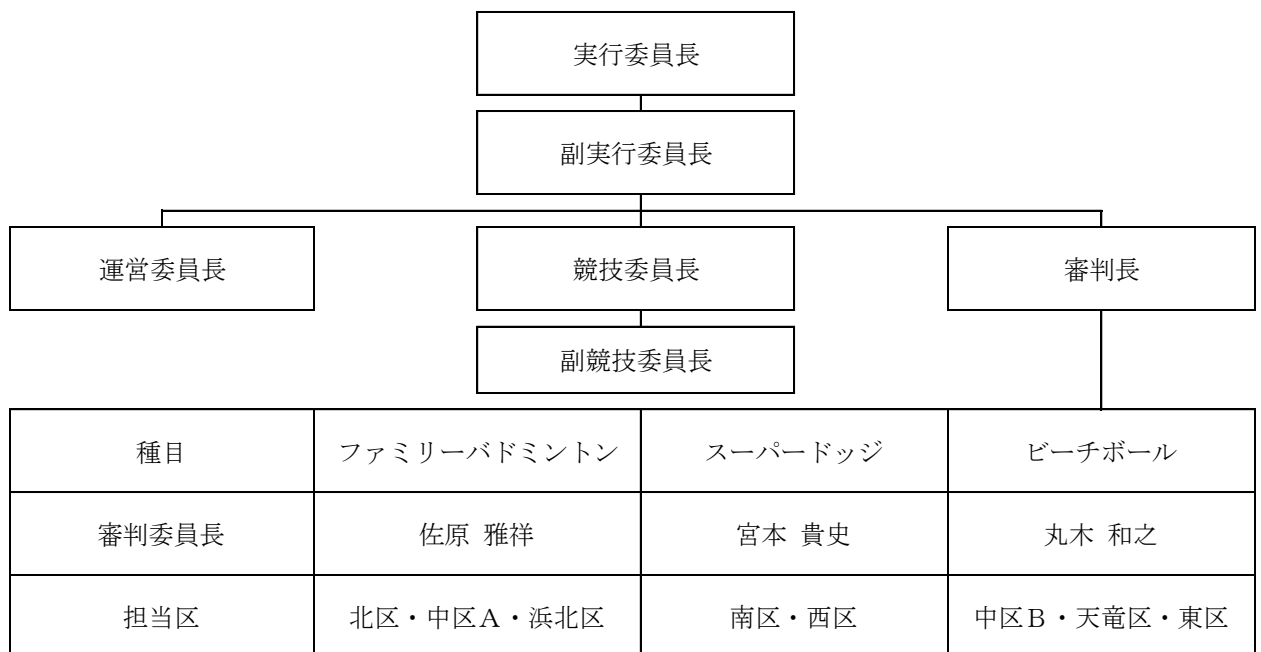 実行委員長
副実行委員長
運営委員長 競技委員長 審判長
副競技委員長
種目 ファミリーバドミントン スーパードッジ ビーチボール
審判委員長 佐原 雅祥 宮本 貴史 丸木 和之
担当区 北区・中区Ａ・浜北区 南区・西区 中区Ｂ・天竜区・東区